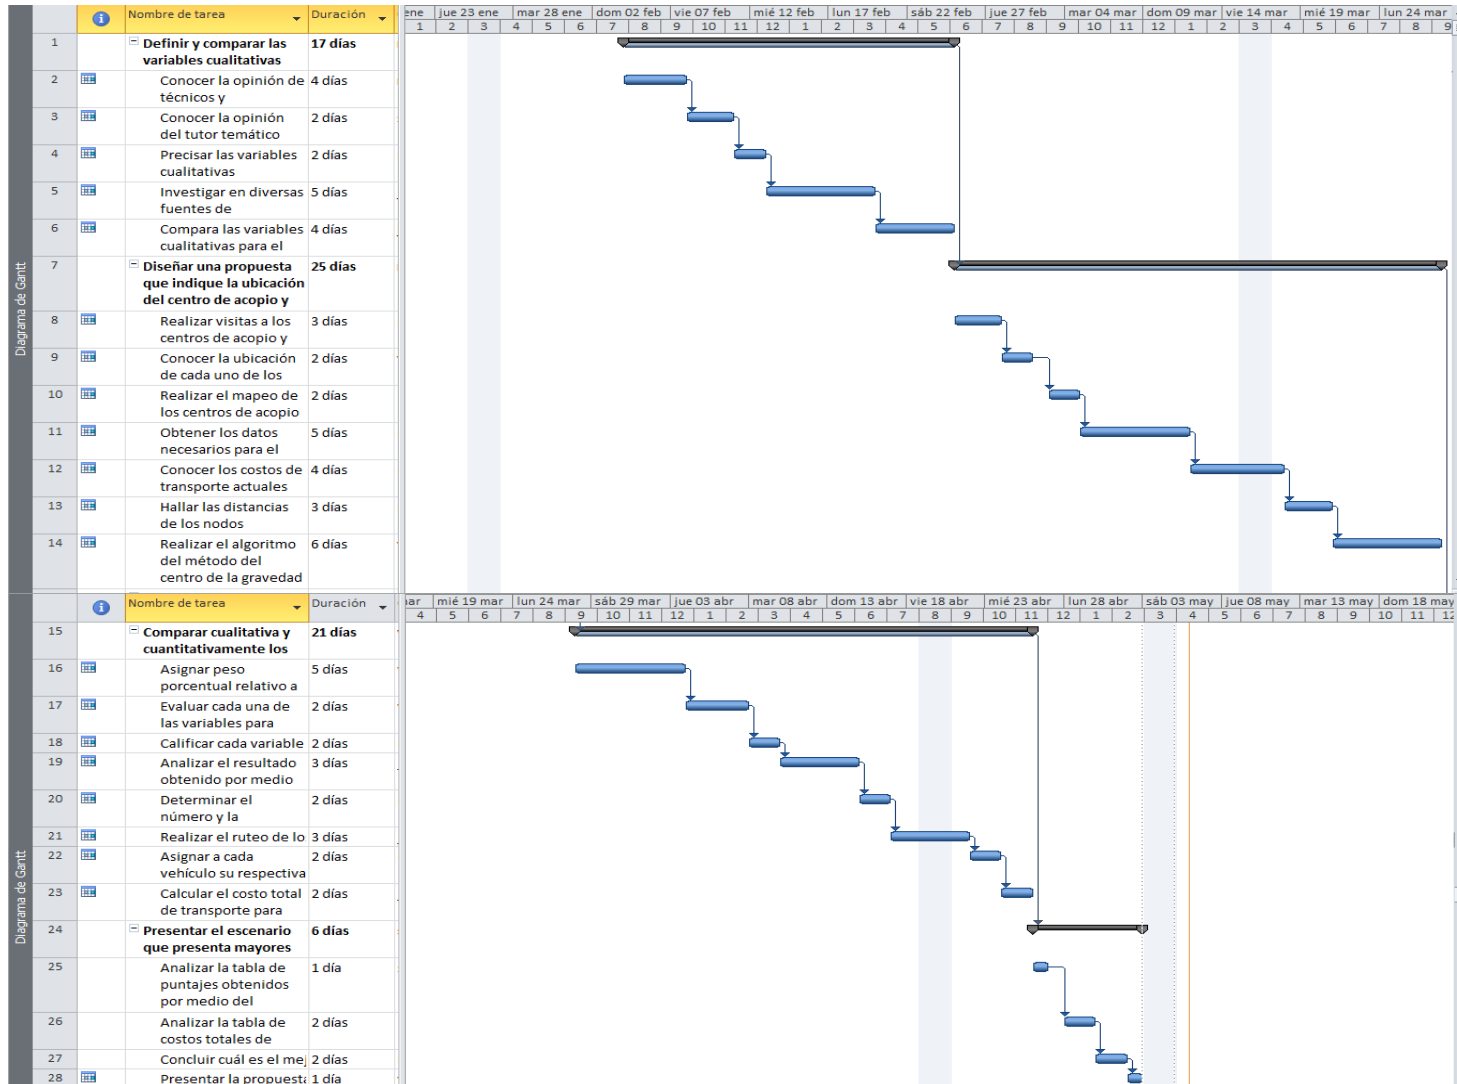 Nombre de tarea Duración ene jue 23 ene mar 28 ene dom 02 feb vie 07 feb mié 12 feb lun 17 feb sáb 22 feb jue 27 feb mar 04 mar dom 09 mar vie 14 mar mié 19 mar lun 24 mar
1 2 3 4 5 6 7 8 9 10 11 12 3 4 5 6 7 8 9 10 11 12 1 2 3 4 5 6 7 8 9
1 Definir y comparar las 17 días
variables cualitativas
2 Conocer la opinión de 4 días
técnicos y
3 Conocer la opinión 2 días
del tutor temático
4 Precisar las variables 2 días
cualitativas
5 Investigar en diversas 5 días
fuentes de
6 Compara las variables 4 días
cualitativas para el
7 Diseñar una propuesta 25 días
que indique la ubicación
del centro de acopio y
8 Realizar visitas a los 3 días
centros de acopio y
9 Conocer la ubicación 2 días
de cada uno de los
10 Realizar el mapeo de 2 días
los centros de acopio
11 Obtener los datos 5 días
necesarios para el
12 Conocer los costos de 4 días
transporte actuales
13 Hallar las distancias 3 días
de los nodos
14 Realizar el algoritmo 6 días
del método del
centro de la gravedad
Diagrama de Gantt
Nombre de tarea Duración ar mié 19 mar lun 24 mar sáb 29 mar jue 03 abr mar 08 abr dom 13 abr vie 18 abr mié 23 abr lun 28 abr sáb 03 may jue 08 may mar 13 may dom 18 may
4 5 6 7 8 9 10 11 12 1 2 3 4 5 6 7 8 9 10 11 12 1 2 3 4 5 6 7 8 9 10 11 12
15 Comparar cualitativa y 21 días
cuantitativamente los
16 Asignar peso 5 días
porcentual relativo a
17 Evaluar cada una de 2 días
las variables para
18 Calificar cada variable 2 días
19 Analizar el resultado 3 días
obtenido por medio
20 Determinar el 2 días
número y la
21 Realizar el ruteo de lo 3 días
22 Asignar a cada 2 días
vehículo su respectiva
23 Calcular el costo total 2 días
de transporte para
24 Presentar el escenario 6 días
que presenta mayores
25 Analizar la tabla de 1 día
puntajes obtenidos
por medio del
26 Analizar la tabla de 2 días
costos totales de
27 Concluir cuál es el mej 2 días
28 Presentar la propuesta 1 día
Diagrama de Gantt